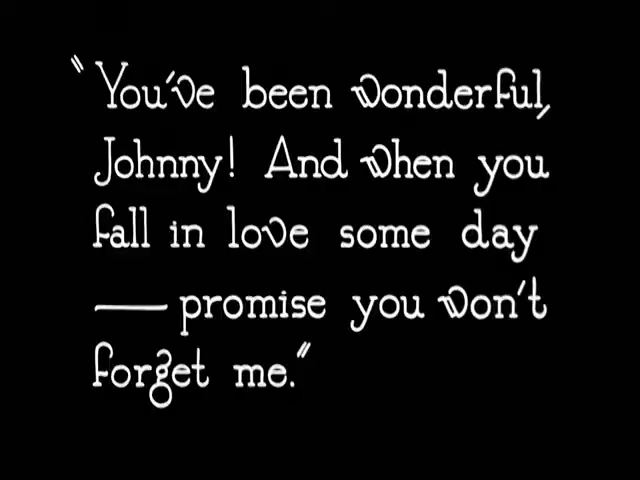 "You've been wonderful,
Johnny! And when you
fall in love some day
— promise you won't
forget me."